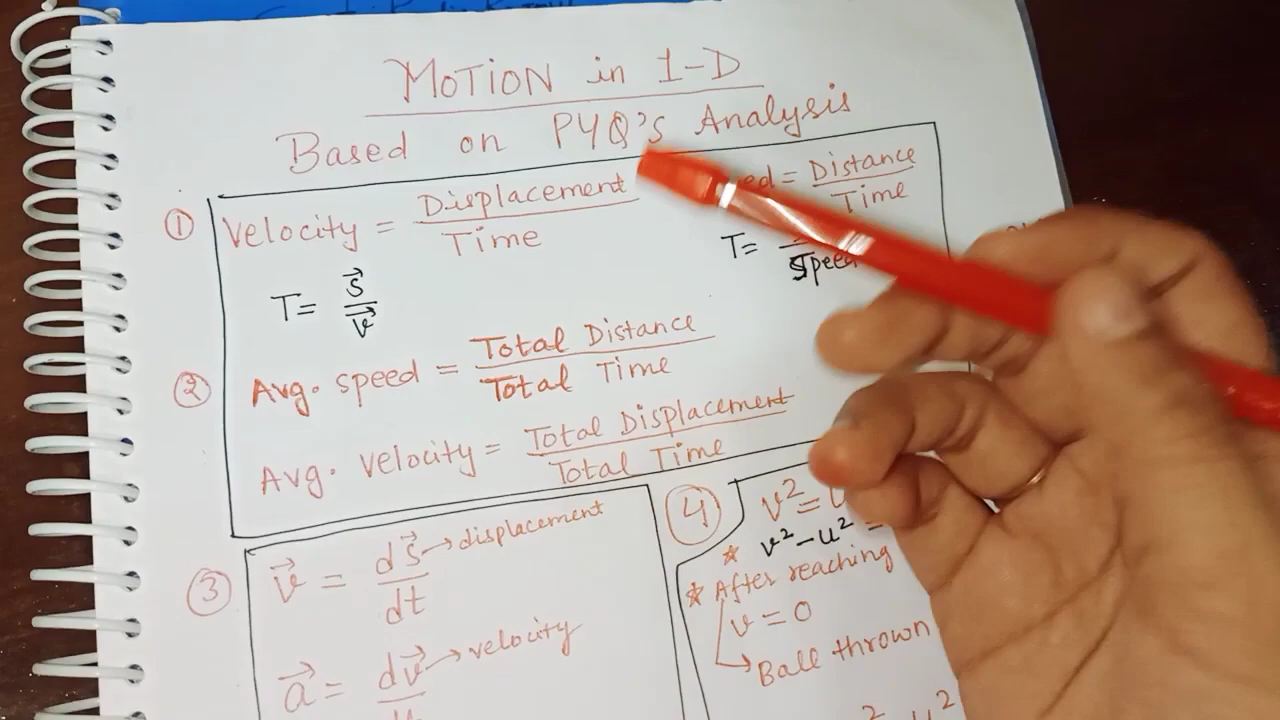 MOTION in 1-D
Based on PYQ's Analysis
① Velocity = Displacement / Time
= Distance / Time
T = s⃗ / v⃗
T =
② Avg. speed = Total Distance / Total Time
Avg. velocity = Total Displacement / Total Time
③ v⃗ = ds⃗ / dt → displacement
a⃗ = dv⃗ → velocity
④ v² =
☆ v² - u² =
☆ After reaching
v = 0
→ Ball thrown